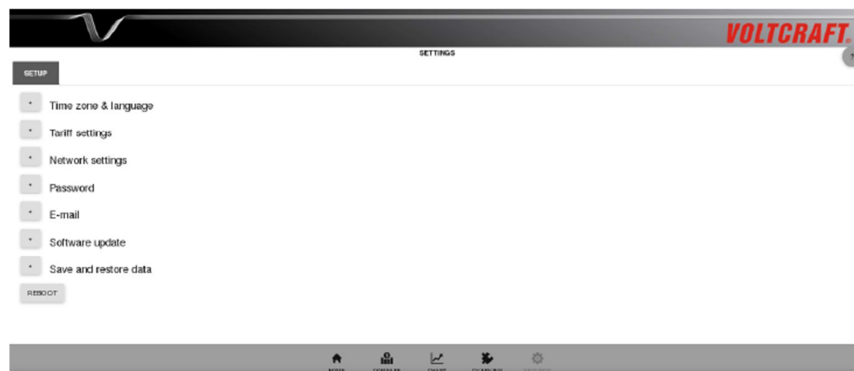 VOLTCRAFT®
SETTINGS
SETUP
Time zone & language
Tariff settings
Network settings
Password
E-mail
Software update
Save and restore data
REBOOT